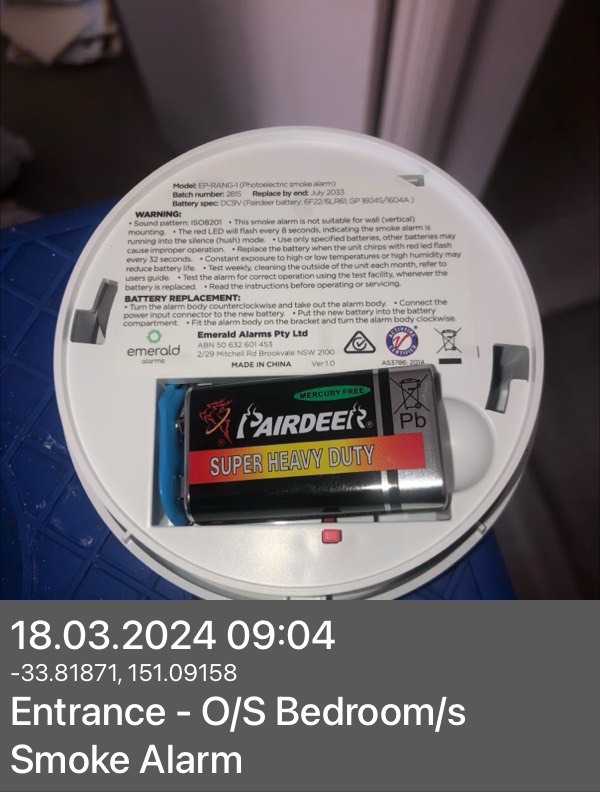 Model: EP-RANG-1 (Photoelectric smoke alarm)
Batch number: 2815 Replace by end: July 2033
Battery spec: DC9V (Pairdeer battery: 6F22/6LR61, GP 1604S/1604A )
WARNING:
• Sound pattern: ISO8201 • This smoke alarm is not suitable for wall (vertical)
mounting. • The red LED will flash every 8 seconds, indicating the smoke alarm is
running into the silence (hush) mode. • Use only specified batteries, other batteries may
cause improper operation. • Replace the battery when the unit chirps with red led flash
every 32 seconds. • Constant exposure to high or low temperatures or high humidity may
reduce battery life. • Test weekly, cleaning the outside of the unit each month, refer to
users guide. • Test the alarm for correct operation using the test facility, whenever the
battery is replaced. • Read the instructions before operating or servicing.
BATTERY REPLACEMENT:
• Turn the alarm body counterclockwise and take out the alarm body. • Connect the
power input connector to the new battery. • Put the new battery into the battery
compartment. • Fit the alarm body on the bracket and turn the alarm body clockwise.
emerald
alarms
Emerald Alarms Pty Ltd
ABN 50 632 601 453
2/29 Mitchell Rd Brookvale NSW 2100
MADE IN CHINA Ver:1.0
AS3786: 2014
MERCURY FREE
PAIRDEER®
SUPER HEAVY DUTY
Pb
18.03.2024 09:04
-33.81871, 151.09158
Entrance - O/S Bedroom/s
Smoke Alarm